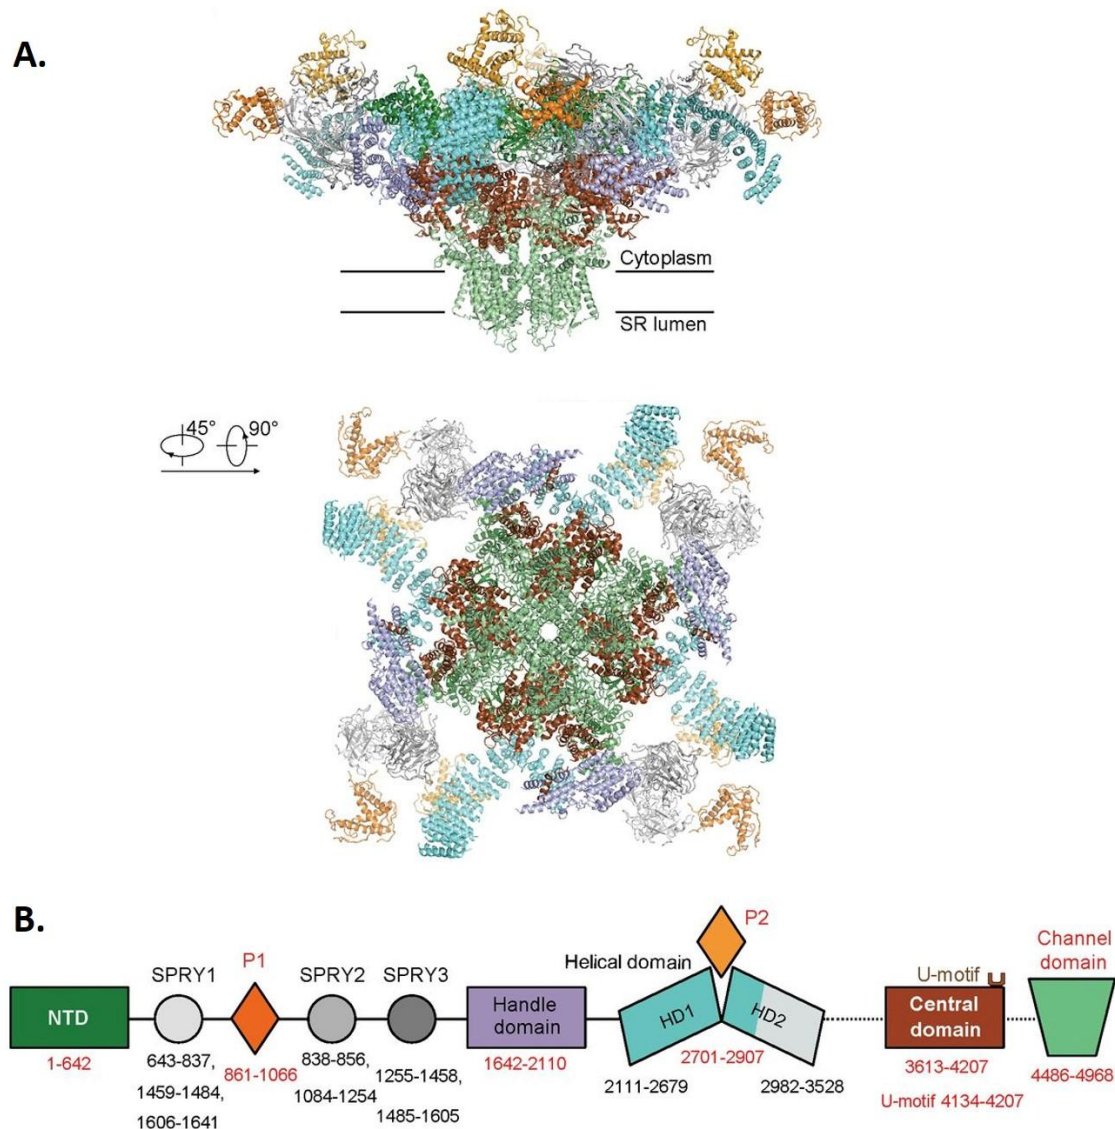 A.
Cytoplasm
SR lumen
45° 90°
B.
P2
Channel
domain
P1
SPRY1 SPRY2 SPRY3
Helical domain
U-motif
NTD
Handle
domain
HD1
HD2
Central
domain
1-642
643-837,
1459-1484,
1606-1641
861-1066
838-856,
1084-1254
1255-1458,
1485-1605
1642-2110
2111-2679
2701-2907
2982-3528
3613-4207
U-motif 4134-4207
4486-4968